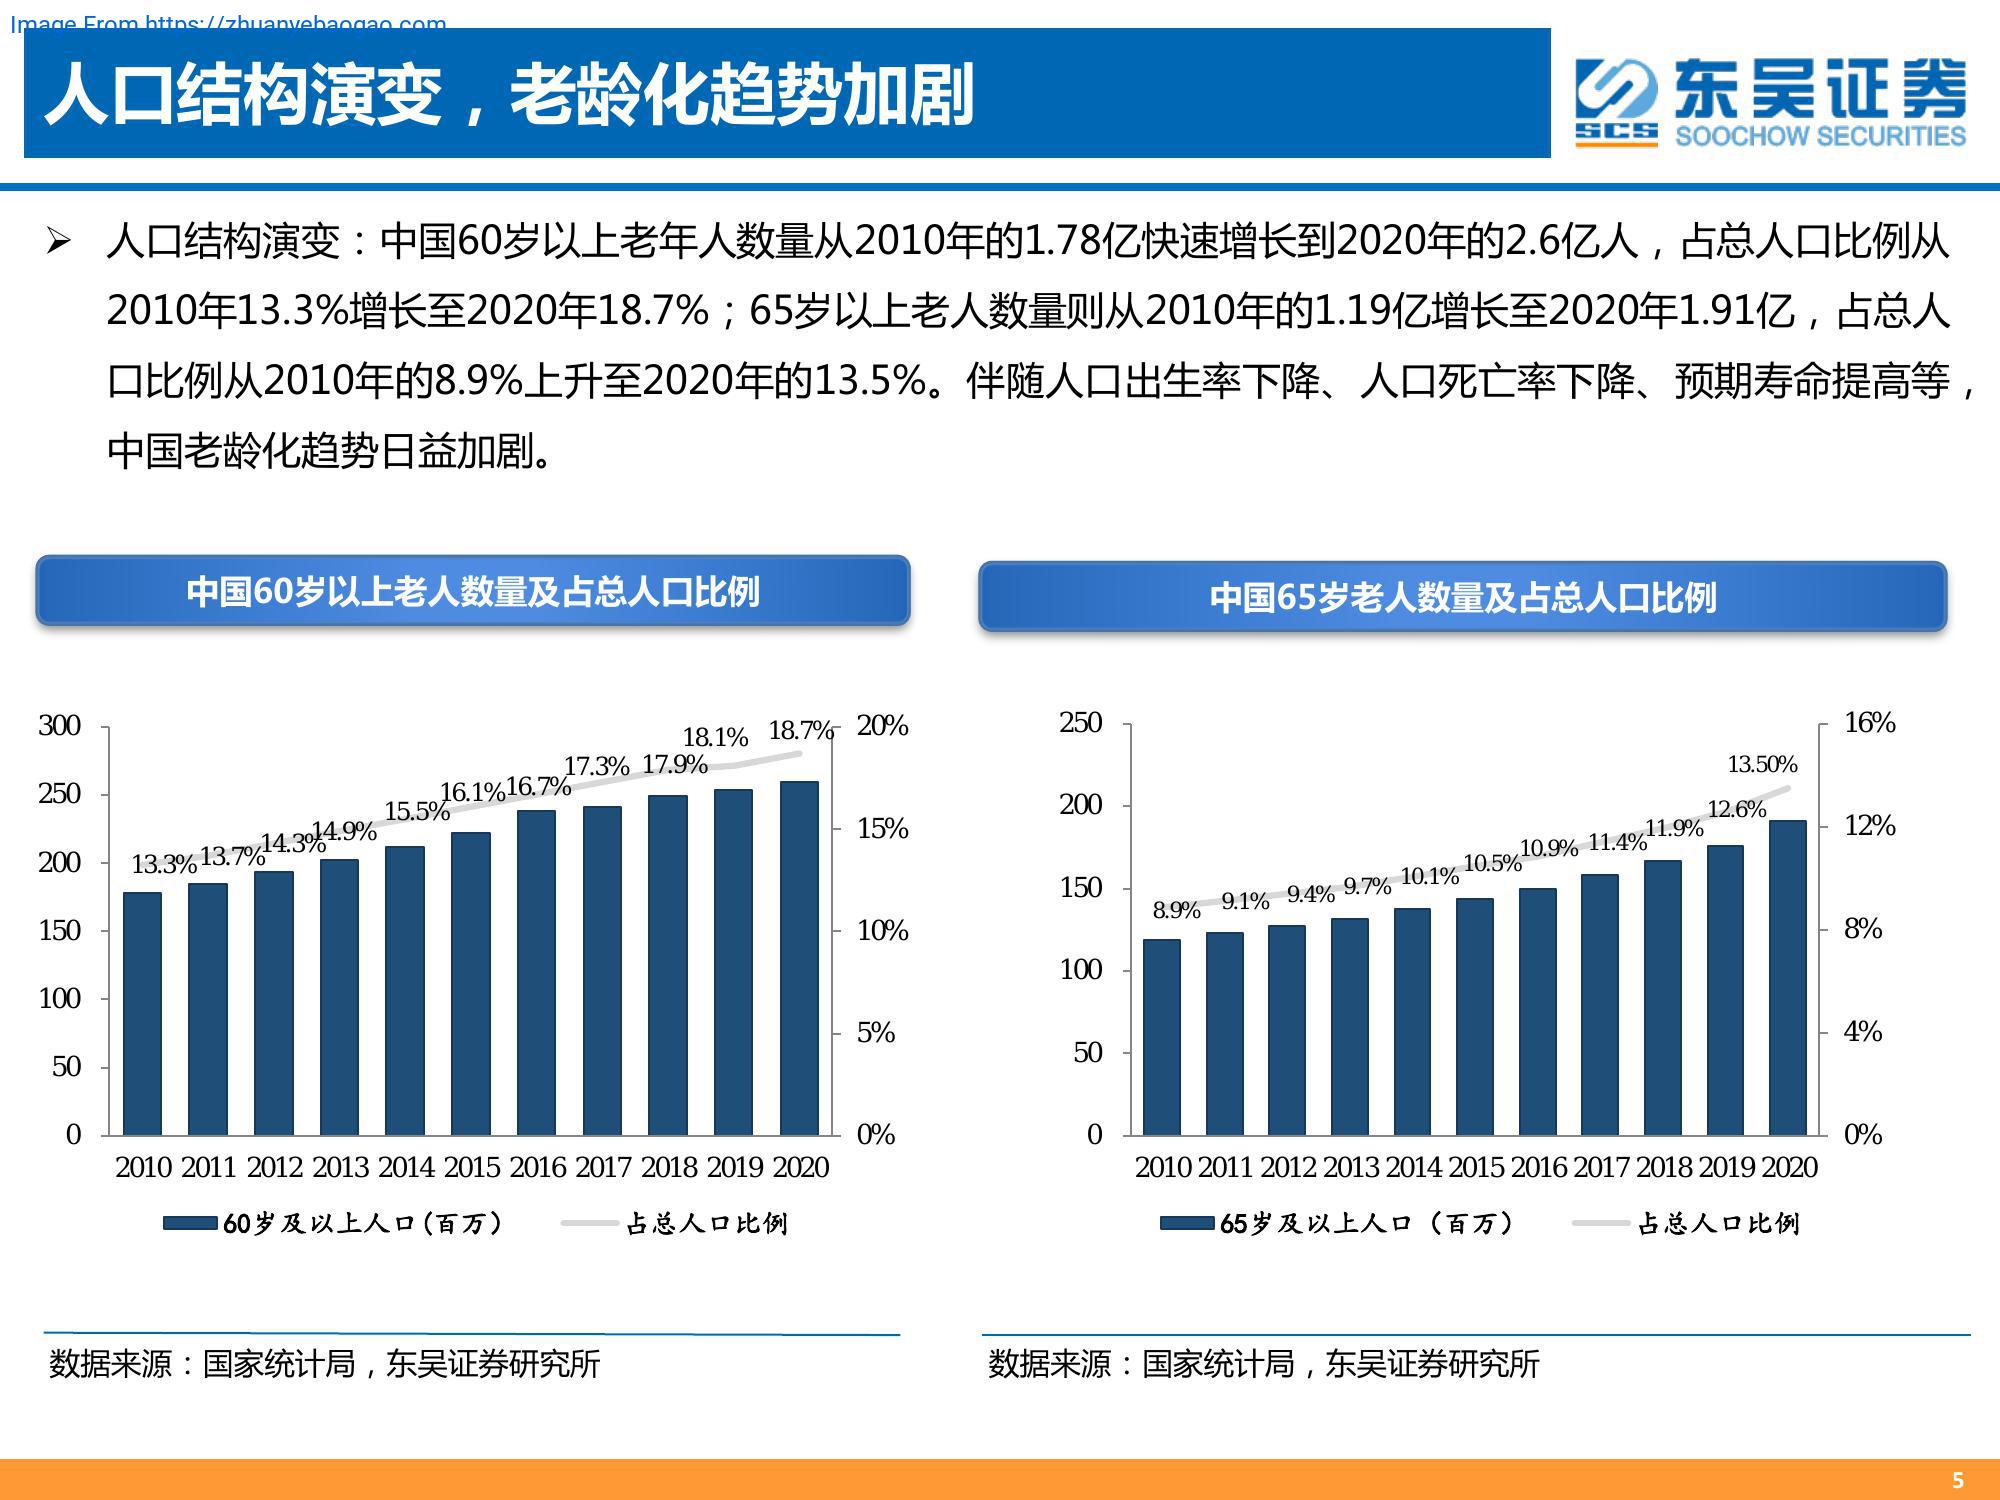 Image From https://zhuanyebaogao.com
人口结构演变，老龄化趋势加剧
东吴证券
SCS
SOOCHOW SECURITIES
➢ 人口结构演变：中国60岁以上老年人数量从2010年的1.78亿快速增长到2020年的2.6亿人，占总人口比例从
2010年13.3%增长至2020年18.7%；65岁以上老人数量则从2010年的1.19亿增长至2020年1.91亿，占总人
口比例从2010年的8.9%上升至2020年的13.5%。伴随人口出生率下降、人口死亡率下降、预期寿命提高等，
中国老龄化趋势日益加剧。
中国60岁以上老人数量及占总人口比例
300
250
200
150
100
50
0
13.3% 13.7% 14.3% 14.9% 15.5% 16.1% 16.7% 17.3% 17.9% 18.1% 18.7%
20%
15%
10%
5%
0%
2010 2011 2012 2013 2014 2015 2016 2017 2018 2019 2020
60岁及以上人口(百万) 占总人口比例
数据来源：国家统计局，东吴证券研究所
中国65岁老人数量及占总人口比例
250
200
150
100
50
0
8.9% 9.1% 9.4% 9.7% 10.1% 10.5% 10.9% 11.4% 11.9% 12.6% 13.50%
16%
12%
8%
4%
0%
2010 2011 2012 2013 2014 2015 2016 2017 2018 2019 2020
65岁及以上人口（百万） 占总人口比例
数据来源：国家统计局，东吴证券研究所
5